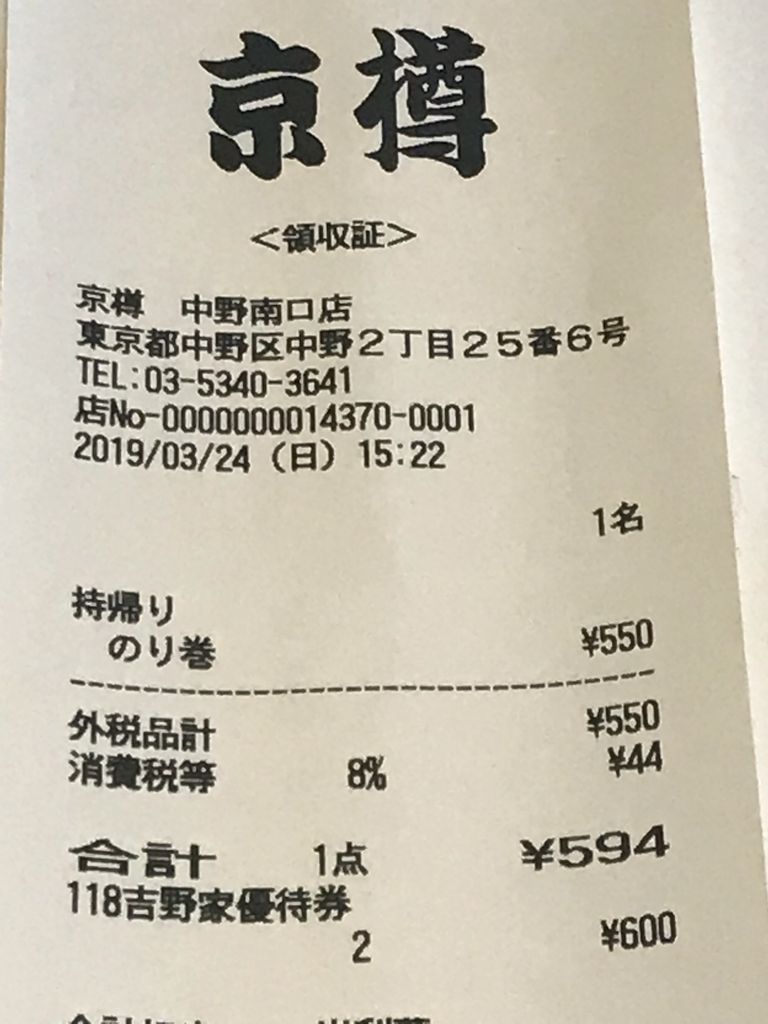 京樽
<領収証>
京樽 中野南口店
東京都中野区中野2丁目25番6号
TEL:03-5340-3641
店No-0000000014370-0001
2019/03/24 (日) 15:22
1名
持帰り
のり巻 ¥550
外税品計 ¥550
消費税等 8% ¥44
合計 1点 ¥594
118吉野家優待券
2 ¥600